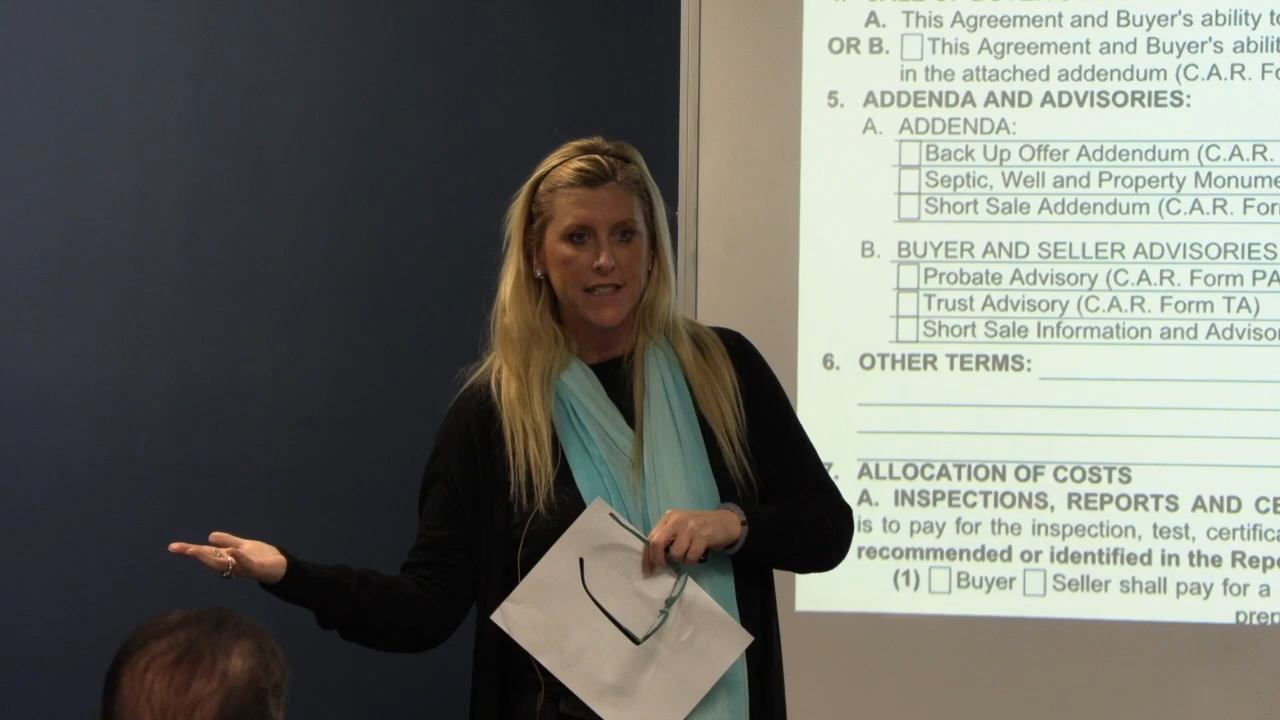 A. This Agreement and Buyer's ability to
OR B. This Agreement and Buyer's abilit
in the attached addendum (C.A.R. Fo
5. ADDENDA AND ADVISORIES:
A. ADDENDA:
Back Up Offer Addendum (C.A.R.
Septic, Well and Property Monume
Short Sale Addendum (C.A.R. For
B. BUYER AND SELLER ADVISORIES
Probate Advisory (C.A.R. Form PA
Trust Advisory (C.A.R. Form TA)
Short Sale Information and Adviso
6. OTHER TERMS:
7. ALLOCATION OF COSTS
A. INSPECTIONS, REPORTS AND CE
is to pay for the inspection, test, certifica
recommended or identified in the Repo
(1) Buyer Seller shall pay for a
prep